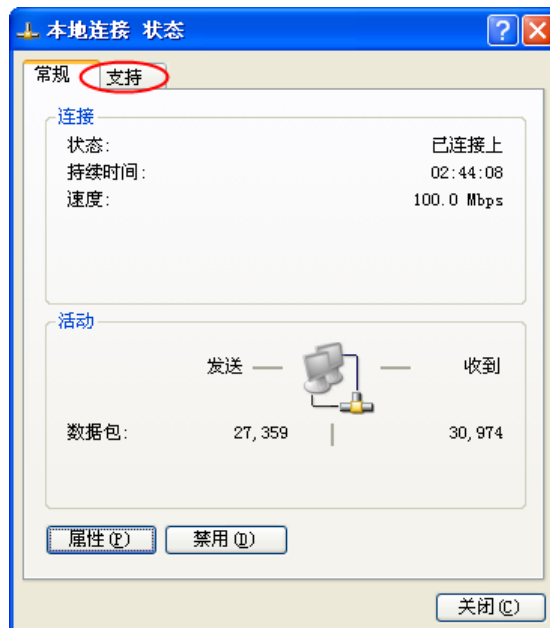 本地连接 状态
常规 支持
连接
状态: 已连接上
持续时间: 02:44:08
速度: 100.0 Mbps
活动
发送 收到
数据包: 27,359 30,974
属性(P) 禁用(D)
关闭(C)